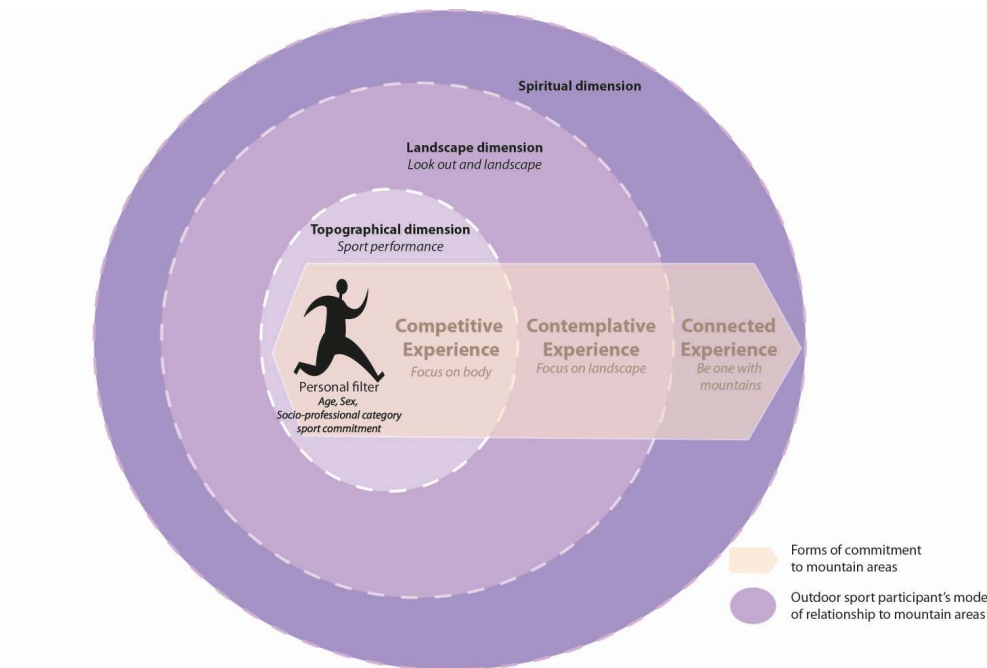 Spiritual dimension
Landscape dimension
Look out and landscape
Topographical dimension
Sport performance
Competitive
Experience
Focus on body
Contemplative
Experience
Focus on landscape
Connected
Experience
Be one with
mountains
Personal filter
Age, Sex,
Socio-professional category
sport commitment
Forms of commitment
to mountain areas
Outdoor sport participant's mode
of relationship to mountain areas